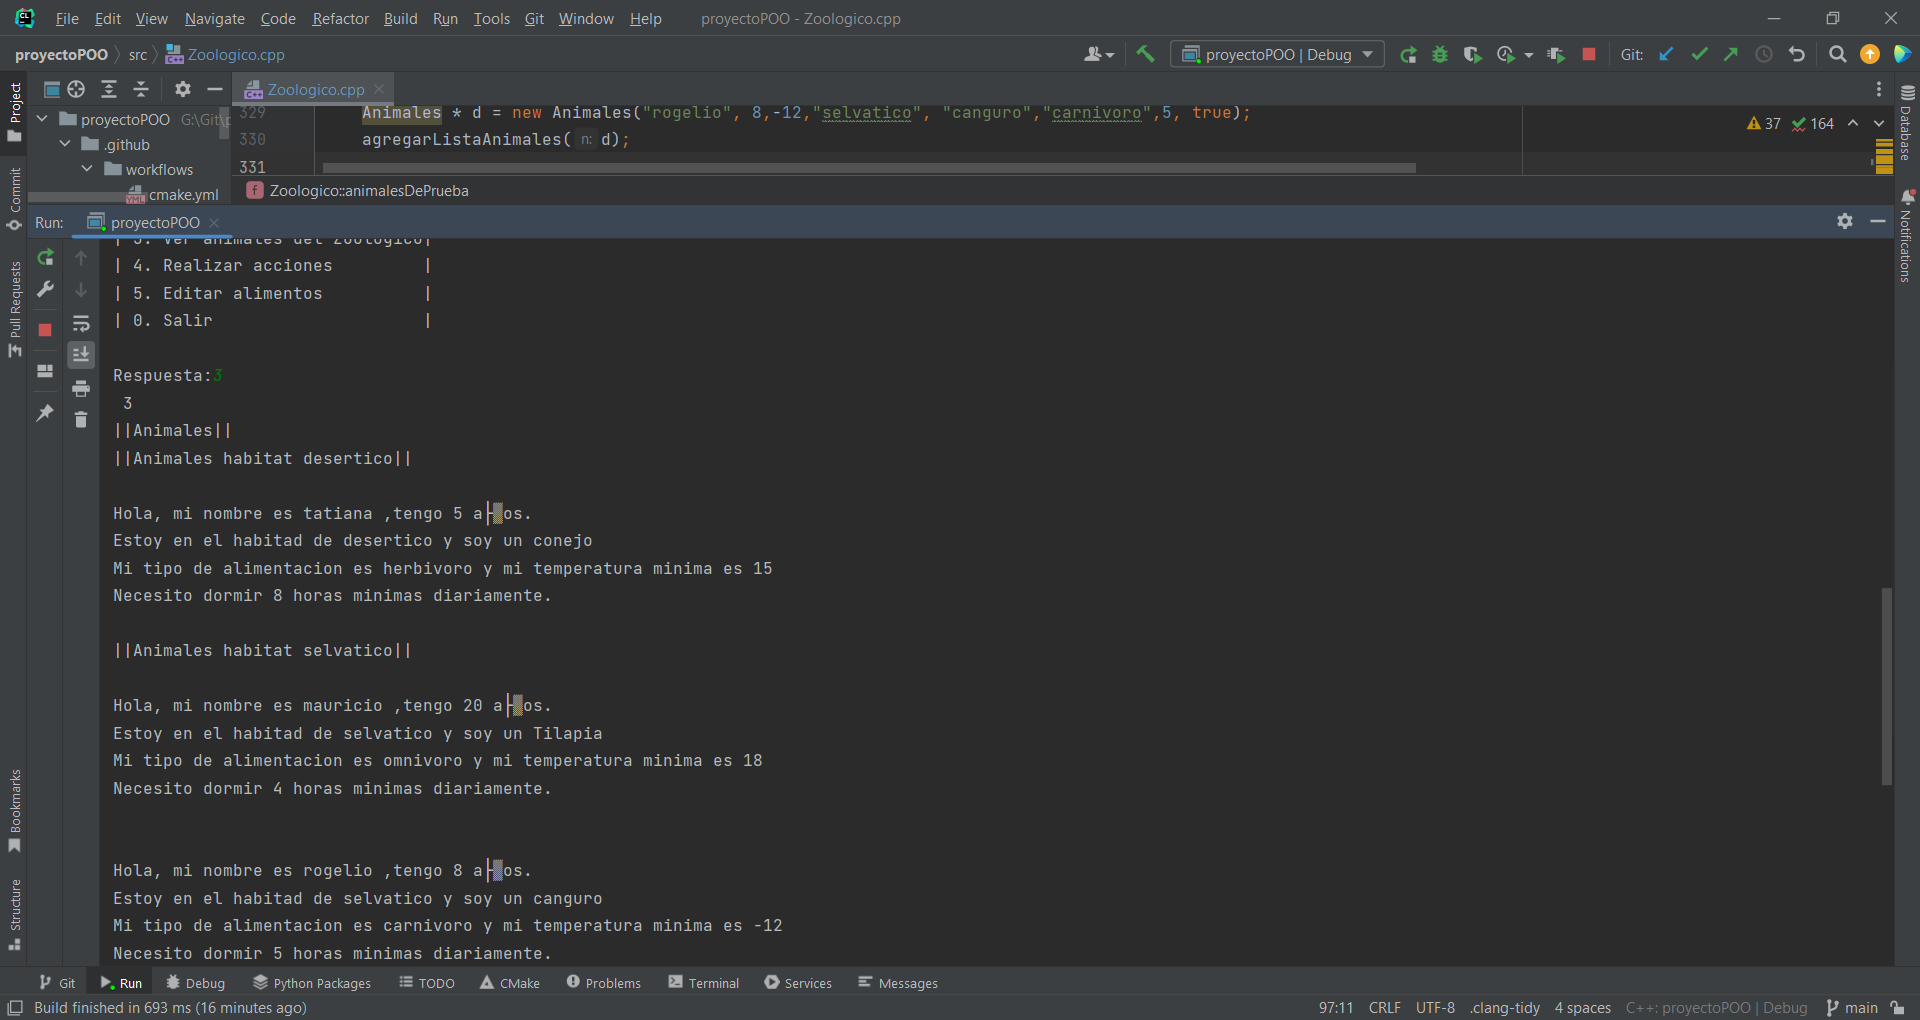 File Edit View Navigate Code Refactor Build Run Tools Git Window Help proyectoPOO - Zoologico.cpp
proyectoPOO src Zoologico.cpp proyectoPOO | Debug Git:
Project
Zoologico.cpp
proyectoPOO G:\Git\p
.github
workflows
cmake.yml
329 Animales * d = new Animales("rogelio", 8,-12,"selvatico", "canguro","carnivoro",5, true);
330 agregarListaAnimales( n: d);
331
37 164
Zoologico::animalesDePrueba
Database
Notifications
Commit
Pull Requests
Bookmarks
Structure
Run: proyectoPOO
| 3. Ver animales del zoologico|
| 4. Realizar acciones |
| 5. Editar alimentos |
| 0. Salir |
Respuesta:3
3
||Animales||
||Animales habitat desertico||
Hola, mi nombre es tatiana ,tengo 5 a├▒os.
Estoy en el habitad de desertico y soy un conejo
Mi tipo de alimentacion es herbivoro y mi temperatura minima es 15
Necesito dormir 8 horas minimas diariamente.
||Animales habitat selvatico||
Hola, mi nombre es mauricio ,tengo 20 a├▒os.
Estoy en el habitad de selvatico y soy un Tilapia
Mi tipo de alimentacion es omnivoro y mi temperatura minima es 18
Necesito dormir 4 horas minimas diariamente.
Hola, mi nombre es rogelio ,tengo 8 a├▒os.
Estoy en el habitad de selvatico y soy un canguro
Mi tipo de alimentacion es carnivoro y mi temperatura minima es -12
Necesito dormir 5 horas minimas diariamente.
Git Run Debug Python Packages TODO CMake Problems Terminal Services Messages
Build finished in 693 ms (16 minutes ago) 97:11 CRLF UTF-8 .clang-tidy 4 spaces C++: proyectoPOO | Debug main